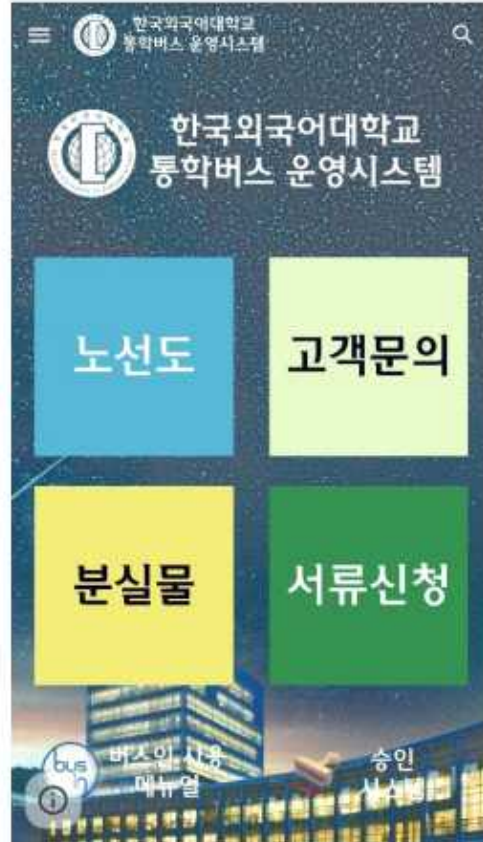 한국외국어대학교
통학버스 운영시스템
한국외국어대학교
통학버스 운영시스템
노선도
고객문의
분실물
서류신청
bus in
버스인 사용
메뉴얼
승인
시스템